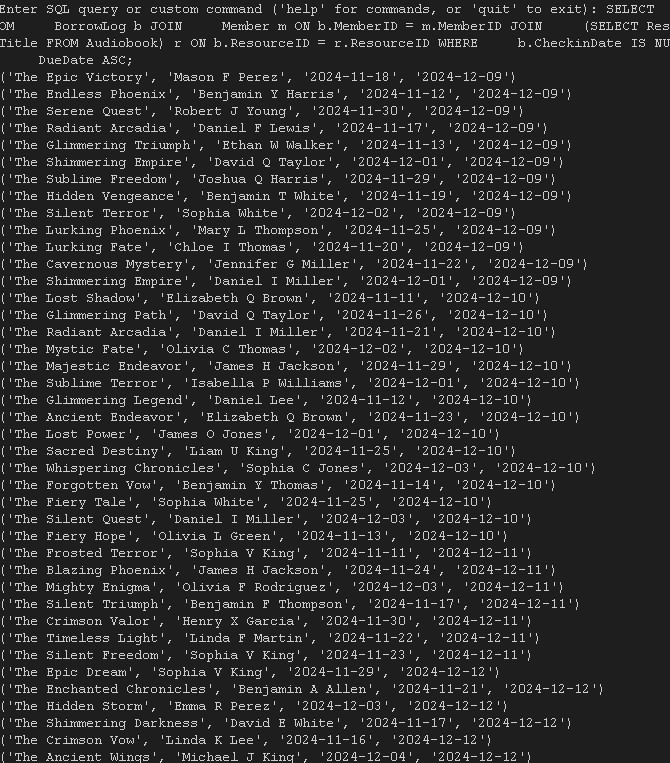 Enter SQL query or custom command ('help' for commands, or 'quit' to exit): SELECT
OM     BorrowLog b JOIN     Member m ON b.MemberID = m.MemberID JOIN     (SELECT Res
Title FROM Audiobook) r ON b.ResourceID = r.ResourceID WHERE     b.CheckinDate IS NU
     DueDate ASC;
('The Epic Victory', 'Mason F Perez', '2024-11-18', '2024-12-09')
('The Endless Phoenix', 'Benjamin Y Harris', '2024-11-12', '2024-12-09')
('The Serene Quest', 'Robert J Young', '2024-11-30', '2024-12-09')
('The Radiant Arcadia', 'Daniel F Lewis', '2024-11-17', '2024-12-09')
('The Glimmering Triumph', 'Ethan W Walker', '2024-11-13', '2024-12-09')
('The Shimmering Empire', 'David Q Taylor', '2024-12-01', '2024-12-09')
('The Sublime Freedom', 'Joshua Q Harris', '2024-11-29', '2024-12-09')
('The Hidden Vengeance', 'Benjamin T White', '2024-11-19', '2024-12-09')
('The Silent Terror', 'Sophia White', '2024-12-02', '2024-12-09')
('The Lurking Phoenix', 'Mary L Thompson', '2024-11-25', '2024-12-09')
('The Lurking Fate', 'Chloe I Thomas', '2024-11-20', '2024-12-09')
('The Cavernous Mystery', 'Jennifer G Miller', '2024-11-22', '2024-12-09')
('The Shimmering Empire', 'Daniel I Miller', '2024-12-01', '2024-12-09')
('The Lost Shadow', 'Elizabeth Q Brown', '2024-11-11', '2024-12-10')
('The Glimmering Path', 'David Q Taylor', '2024-11-26', '2024-12-10')
('The Radiant Arcadia', 'Daniel I Miller', '2024-11-21', '2024-12-10')
('The Mystic Fate', 'Olivia C Thomas', '2024-12-02', '2024-12-10')
('The Majestic Endeavor', 'James H Jackson', '2024-11-29', '2024-12-10')
('The Sublime Terror', 'Isabella P Williams', '2024-12-01', '2024-12-10')
('The Glimmering Legend', 'Daniel Lee', '2024-11-12', '2024-12-10')
('The Ancient Endeavor', 'Elizabeth Q Brown', '2024-11-23', '2024-12-10')
('The Lost Power', 'James O Jones', '2024-12-01', '2024-12-10')
('The Sacred Destiny', 'Liam U King', '2024-11-25', '2024-12-10')
('The Whispering Chronicles', 'Sophia C Jones', '2024-12-03', '2024-12-10')
('The Forgotten Vow', 'Benjamin Y Thomas', '2024-11-14', '2024-12-10')
('The Fiery Tale', 'Sophia White', '2024-11-25', '2024-12-10')
('The Silent Quest', 'Daniel I Miller', '2024-12-03', '2024-12-10')
('The Fiery Hope', 'Olivia L Green', '2024-11-13', '2024-12-10')
('The Frosted Terror', 'Sophia V King', '2024-11-11', '2024-12-11')
('The Blazing Phoenix', 'James H Jackson', '2024-11-24', '2024-12-11')
('The Mighty Enigma', 'Olivia F Rodriguez', '2024-12-03', '2024-12-11')
('The Silent Triumph', 'Benjamin F Thompson', '2024-11-17', '2024-12-11')
('The Crimson Valor', 'Henry X Garcia', '2024-11-30', '2024-12-11')
('The Timeless Light', 'Linda F Martin', '2024-11-22', '2024-12-11')
('The Silent Freedom', 'Sophia V King', '2024-11-23', '2024-12-11')
('The Epic Dream', 'Sophia V King', '2024-11-29', '2024-12-12')
('The Enchanted Chronicles', 'Benjamin A Allen', '2024-11-21', '2024-12-12')
('The Hidden Storm', 'Emma R Perez', '2024-12-03', '2024-12-12')
('The Shimmering Darkness', 'David E White', '2024-11-17', '2024-12-12')
('The Crimson Vow', 'Linda K Lee', '2024-11-16', '2024-12-12')
('The Ancient Wings', 'Michael J King', '2024-12-04', '2024-12-12')